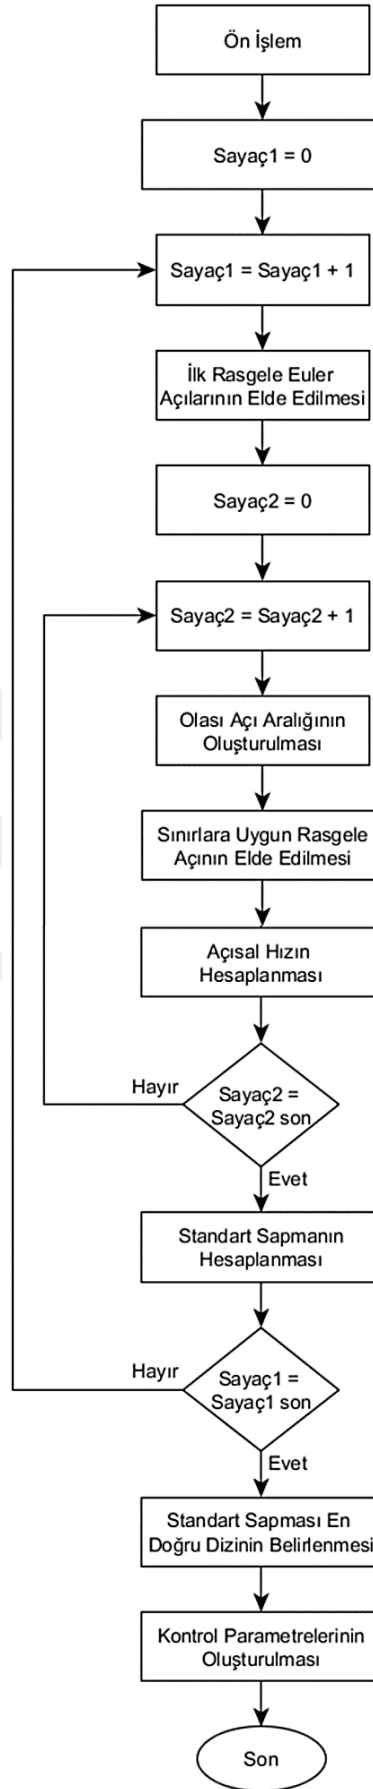 Ön İşlem
Sayaç1 = 0
Sayaç1 = Sayaç1 + 1
İlk Rasgele Euler
Açılarının Elde Edilmesi
Sayaç2 = 0
Sayaç2 = Sayaç2 + 1
Olası Açı Aralığının
Oluşturulması
Sınırlara Uygun Rasgele
Açının Elde Edilmesi
Açısal Hızın
Hesaplanması
Hayır
Sayaç2 =
Sayaç2 son
Evet
Standart Sapmanın
Hesaplanması
Hayır
Sayaç1 =
Sayaç1 son
Evet
Standart Sapması En
Doğru Dizinin Belirlenmesi
Kontrol Parametrelerinin
Oluşturulması
Son